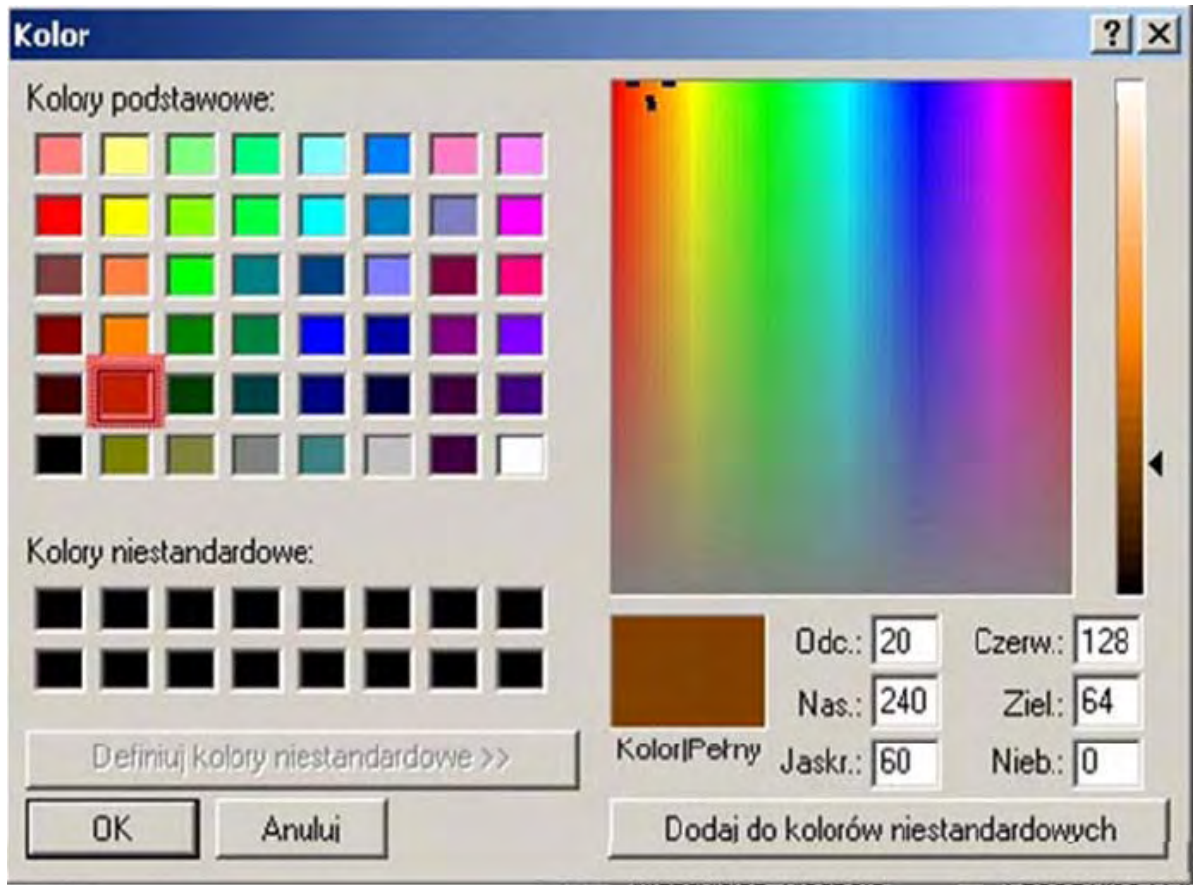 Kolor
Kolory podstawowe:
Kolory niestandardowe:
Definiuj kolory niestandardowe >>
OK
Anuluj
Kolor|Pełny
Odc.: 20
Nas.: 240
Jaskr.: 60
Czerw.: 128
Ziel.: 64
Nieb.: 0
Dodaj do kolorów niestandardowych